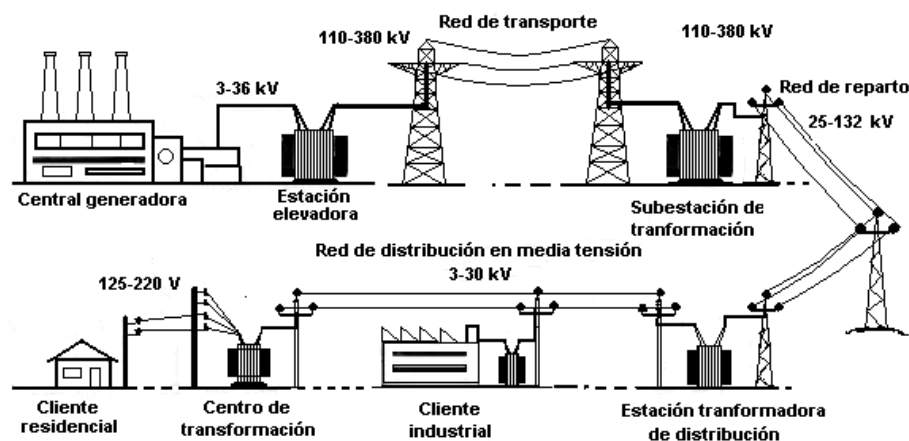 Red de transporte
110-380 kV
110-380 kV
3-36 kV
Red de reparto
25-132 kV
Central generadora
Estación
elevadora
Subestación de
tranformación
Red de distribución en media tensión
3-30 kV
125-220 V
Cliente
residencial
Centro de
transformación
Cliente
industrial
Estación tranformadora
de distribución